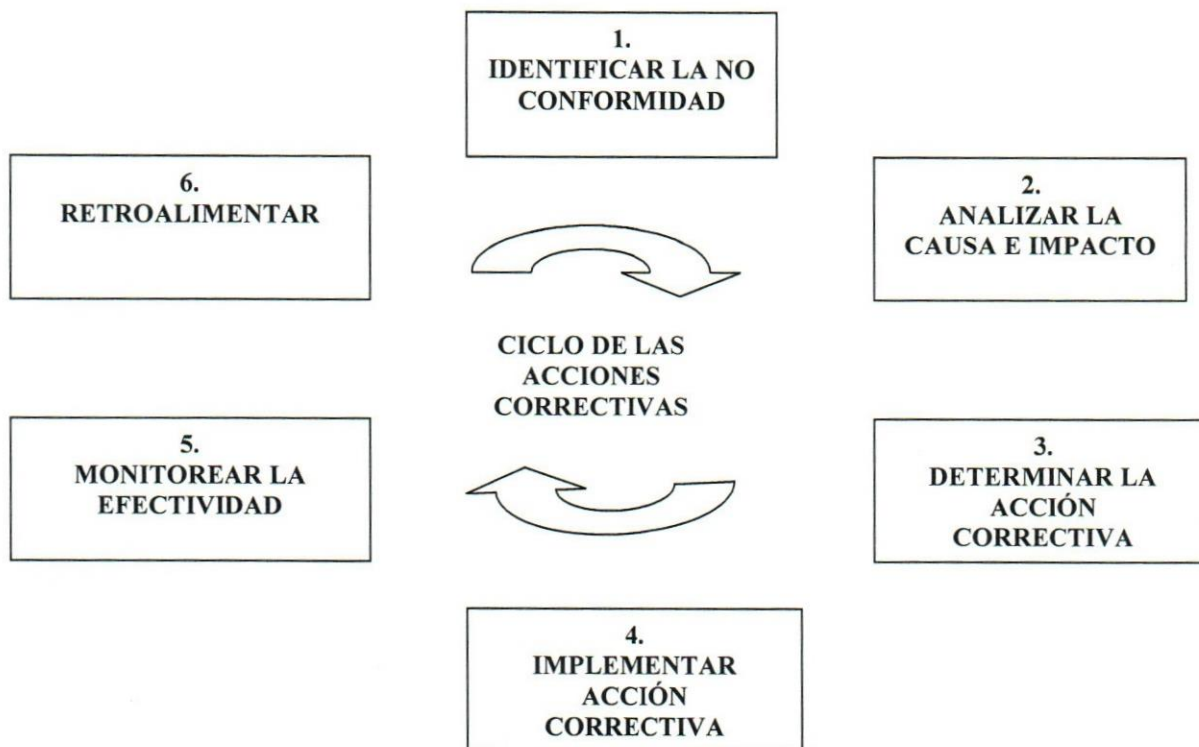 1.
IDENTIFICAR LA NO
CONFORMIDAD
2.
ANALIZAR LA
CAUSA E IMPACTO
3.
DETERMINAR LA
ACCIÓN
CORRECTIVA
4.
IMPLEMENTAR
ACCIÓN
CORRECTIVA
5.
MONITOREAR LA
EFECTIVIDAD
6.
RETROALIMENTAR
CICLO DE LAS
ACCIONES
CORRECTIVAS